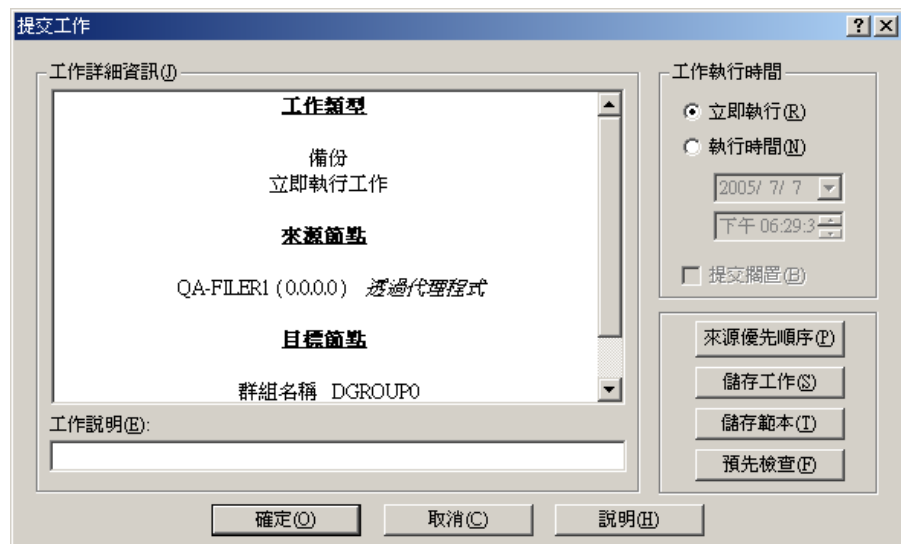 提交工作
工作詳細資訊(J)
工作類型
備份
立即執行工作
來源節點
QA-FILER1 ( 0.0.0.0 ) 透過代理程式
目標節點
群組名稱 DGROUP0
工作說明(E):
工作執行時間
立即執行(R)
執行時間(N)
2005/ 7/ 7
下午 06:29:3
提交擱置(B)
來源優先順序(P)
儲存工作(S)
儲存範本(T)
預先檢查(F)
確定(O)
取消(C)
說明(H)